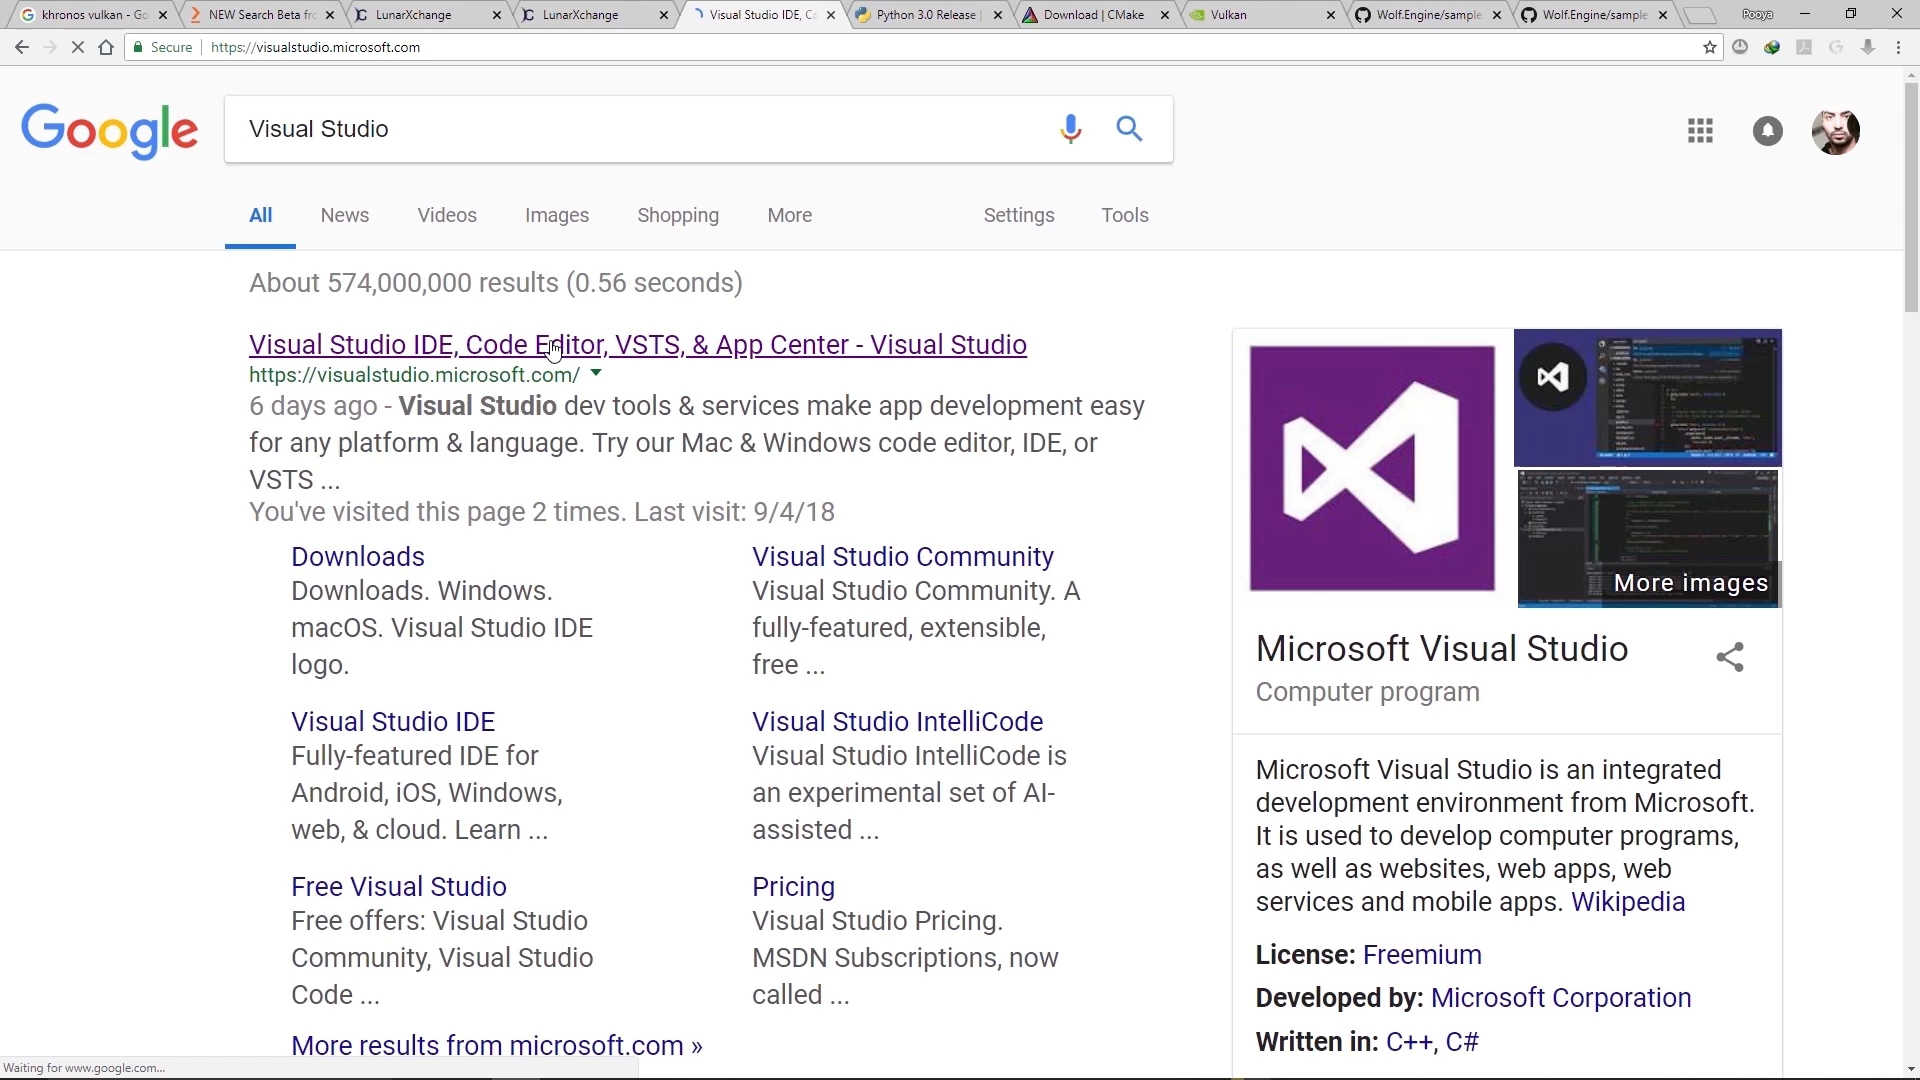 khronos vulkan - Go
NEW Search Beta fro
LunarXchange
LunarXchange
Visual Studio IDE, Co
Python 3.0 Release |
Download | CMake
Vulkan
Wolf.Engine/sample
Wolf.Engine/sample
Pooya
Secure
https://visualstudio.microsoft.com
Google
Visual Studio
All
News
Videos
Images
Shopping
More
Settings
Tools
About 574,000,000 results (0.56 seconds)
Visual Studio IDE, Code Editor, VSTS, & App Center - Visual Studio
https://visualstudio.microsoft.com/
6 days ago - Visual Studio dev tools & services make app development easy
for any platform & language. Try our Mac & Windows code editor, IDE, or
VSTS ...
You've visited this page 2 times. Last visit: 9/4/18
Downloads
Downloads. Windows.
macOS. Visual Studio IDE
logo.
Visual Studio Community
Visual Studio Community. A
fully-featured, extensible,
free ...
Visual Studio IDE
Fully-featured IDE for
Android, iOS, Windows,
web, & cloud. Learn ...
Visual Studio IntelliCode
Visual Studio IntelliCode is
an experimental set of AI-
assisted ...
Free Visual Studio
Free offers: Visual Studio
Community, Visual Studio
Code ...
Pricing
Visual Studio Pricing.
MSDN Subscriptions, now
called ...
More results from microsoft.com »
More images
Microsoft Visual Studio
Computer program
Microsoft Visual Studio is an integrated
development environment from Microsoft.
It is used to develop computer programs,
as well as websites, web apps, web
services and mobile apps. Wikipedia
License: Freemium
Developed by: Microsoft Corporation
Written in: C++, C#
Waiting for www.google.com...